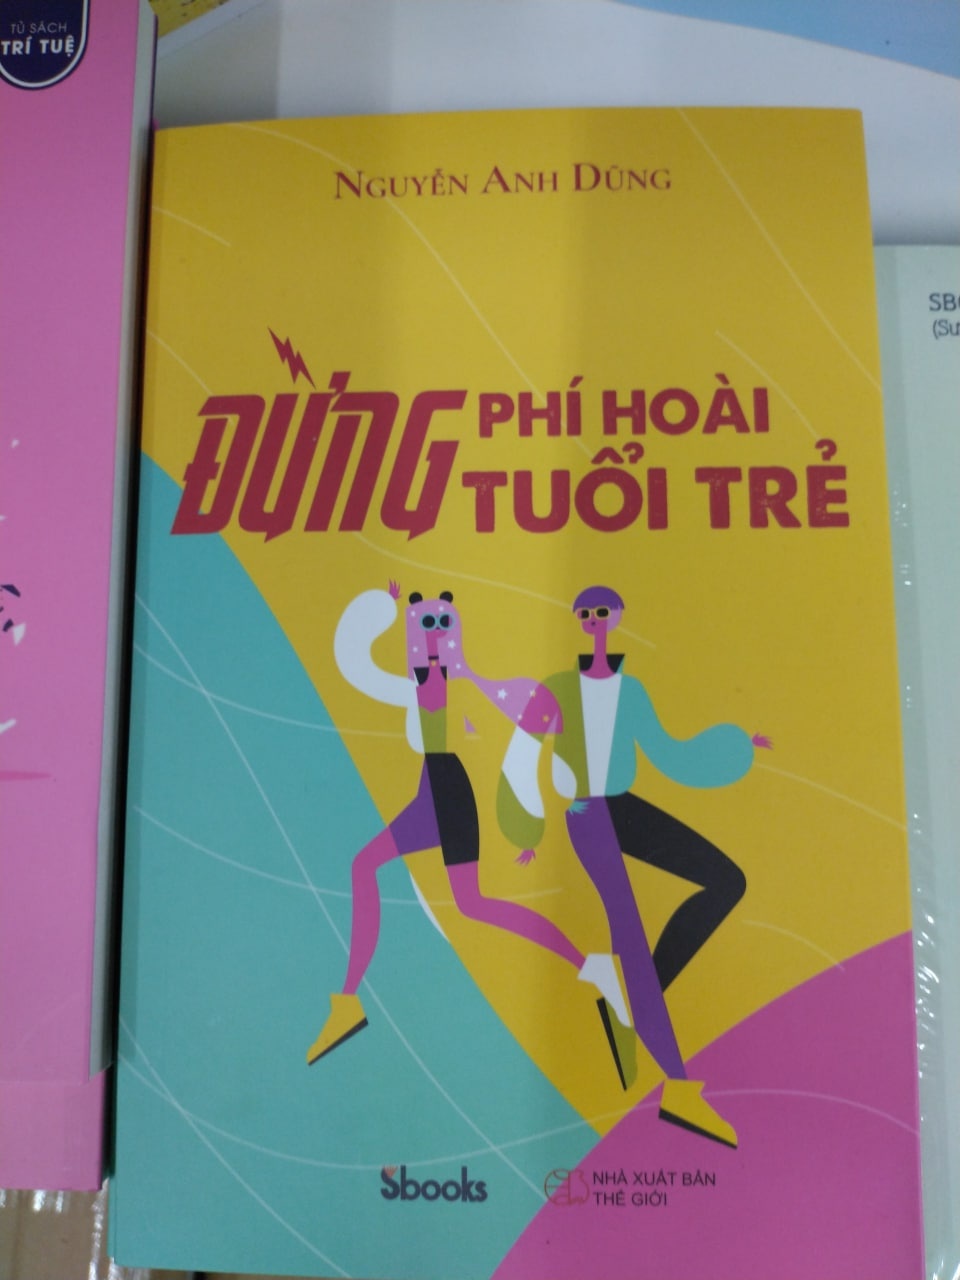 TỦ SÁCH
TRÍ TUỆ
NGUYỄN ANH DŨNG
ĐỪNG PHÍ HOÀI
TUỔI TRẺ
Sbooks
NHÀ XUẤT BẢN
THẾ GIỚI